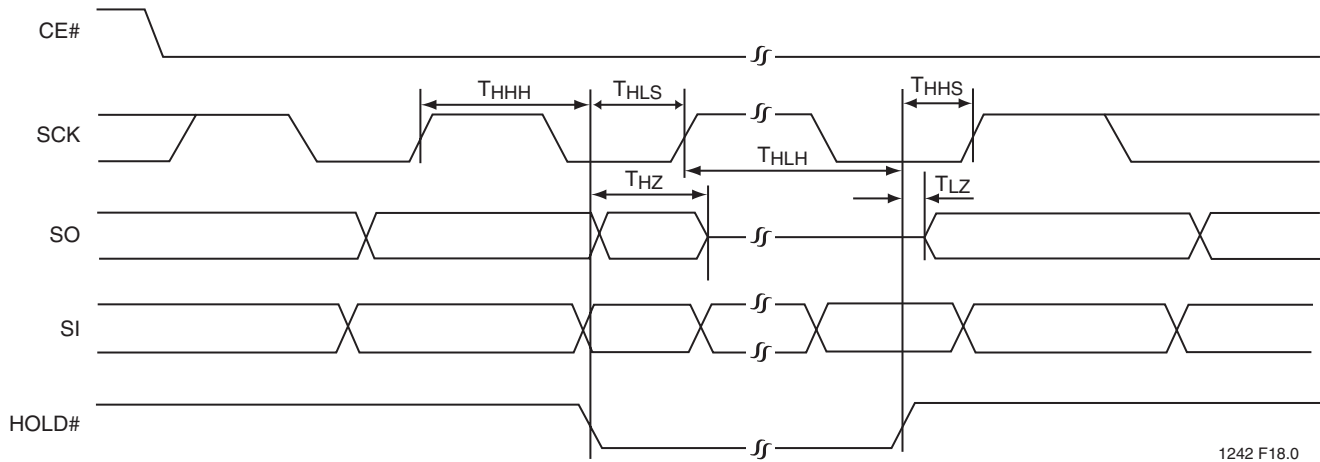 CE#
THHH THLS THHS
SCK
THLH
THZ TLZ
SO
SI
HOLD#
1242 F18.0